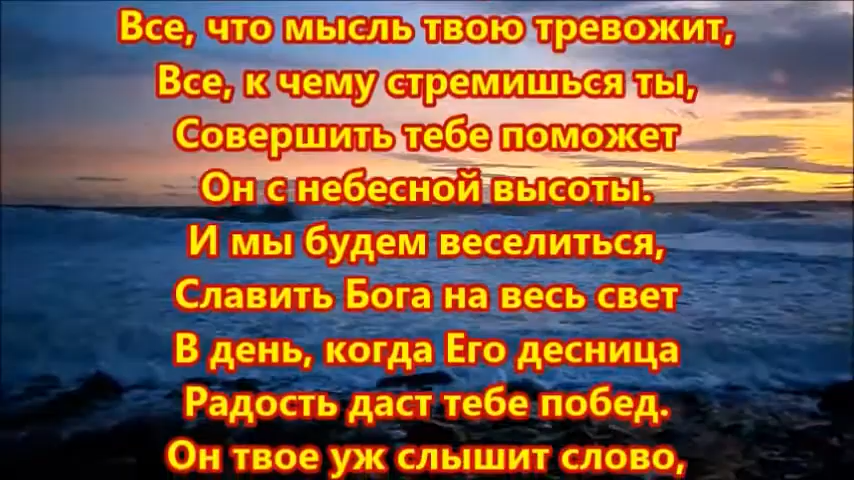 Все, что мысль твою тревожит,
Все, к чему стремишься ты,
Совершить тебе поможет
Он с небесной высоты.
И мы будем веселиться,
Славить Бога на весь свет
В день, когда Его десница
Радость даст тебе побед.
Он твое уж слышит слово,